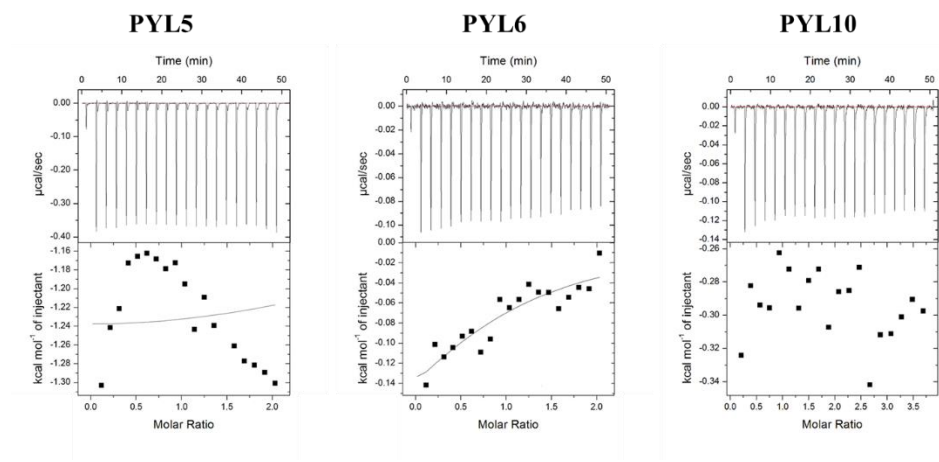 PYL5
PYL6
PYL10
Time (min)
0 10 20 30 40 50
0.00
-0.10
-0.20
-0.30
-0.40
µcal/sec
-1.16
-1.18
-1.20
-1.22
-1.24
-1.26
-1.28
-1.30
kcal mol⁻¹ of injectant
0.0 0.5 1.0 1.5 2.0
Molar Ratio
Time (min)
0 10 20 30 40 50
0.00
-0.02
-0.04
-0.06
-0.08
-0.10
µcal/sec
0.00
-0.02
-0.04
-0.06
-0.08
-0.10
-0.12
-0.14
kcal mol⁻¹ of injectant
0.0 0.5 1.0 1.5 2.0
Molar Ratio
Time (min)
0 10 20 30 40 50
0.00
-0.02
-0.04
-0.06
-0.08
-0.10
-0.12
-0.14
µcal/sec
-0.26
-0.28
-0.30
-0.32
-0.34
kcal mol⁻¹ of injectant
0.0 0.5 1.0 1.5 2.0 2.5 3.0 3.5
Molar Ratio